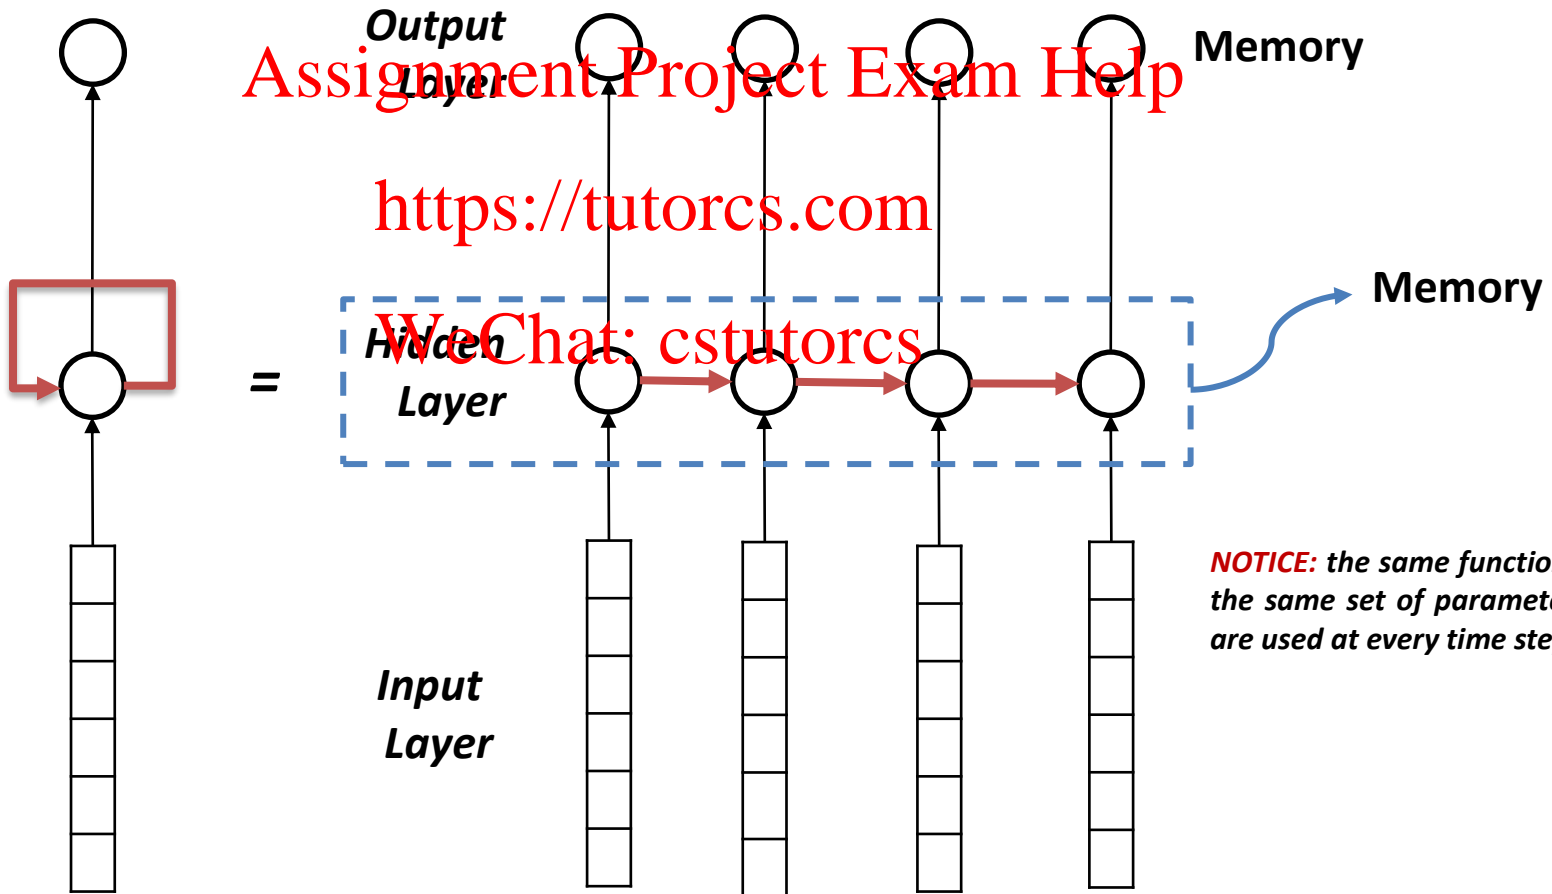 Output
Layer
Memory
Assignment Project Exam Help
https://tutorcs.com
Memory
WeChat: cstutorcs
=
Hidden
Layer
NOTICE: the same function
the same set of paramet
are used at every time ste
Input
Layer